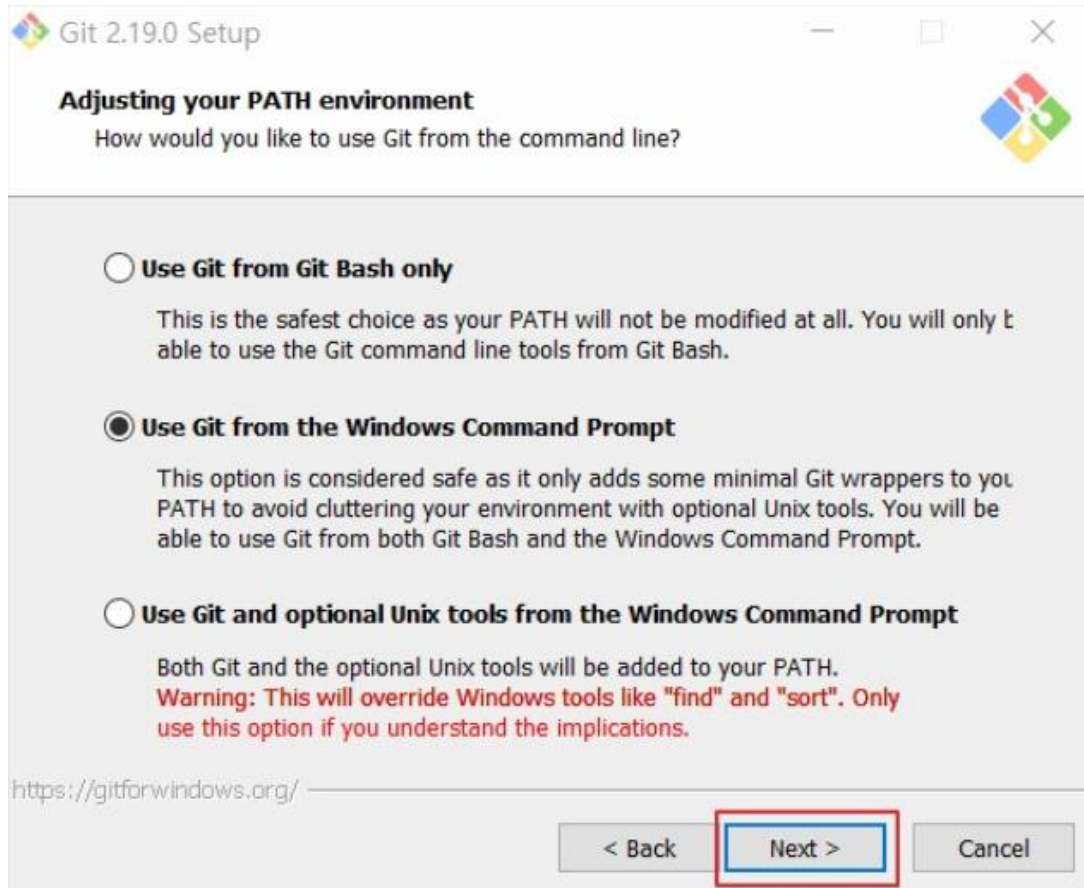 Git 2.19.0 Setup
Adjusting your PATH environment
How would you like to use Git from the command line?
Use Git from Git Bash only
This is the safest choice as your PATH will not be modified at all. You will only b
able to use the Git command line tools from Git Bash.
Use Git from the Windows Command Prompt
This option is considered safe as it only adds some minimal Git wrappers to you
PATH to avoid cluttering your environment with optional Unix tools. You will be
able to use Git from both Git Bash and the Windows Command Prompt.
Use Git and optional Unix tools from the Windows Command Prompt
Both Git and the optional Unix tools will be added to your PATH.
Warning: This will override Windows tools like "find" and "sort". Only
use this option if you understand the implications.
https://gitforwindows.org/
< Back Next > Cancel